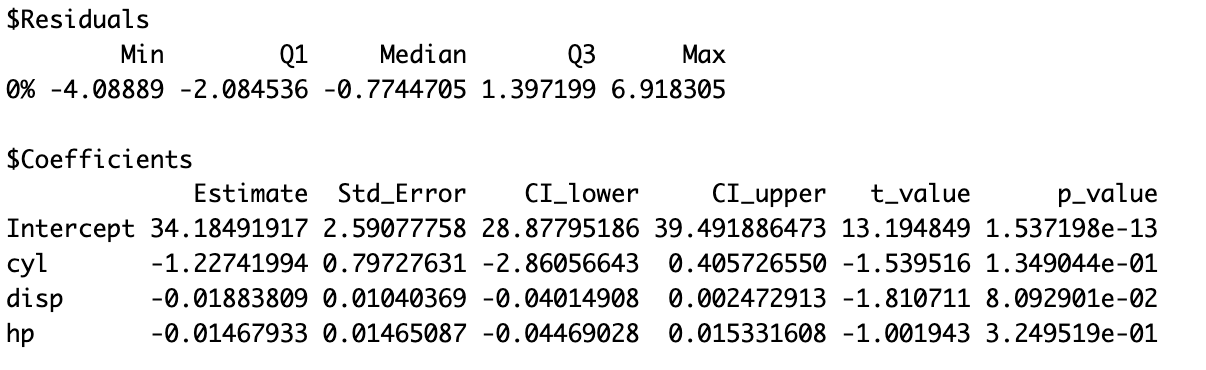 $Residuals
Min Q1 Median Q3 Max
0% -4.08889 -2.084536 -0.7744705 1.397199 6.918305
$Coefficients
Estimate Std_Error CI_lower CI_upper t_value p_value
Intercept 34.18491917 2.59077758 28.87795186 39.491886473 13.194849 1.537198e-13
cyl -1.22741994 0.79727631 -2.86056643 0.405726550 -1.539516 1.349044e-01
disp -0.01883809 0.01040369 -0.04014908 0.002472913 -1.810711 8.092901e-02
hp -0.01467933 0.01465087 -0.04469028 0.015331608 -1.001943 3.249519e-01